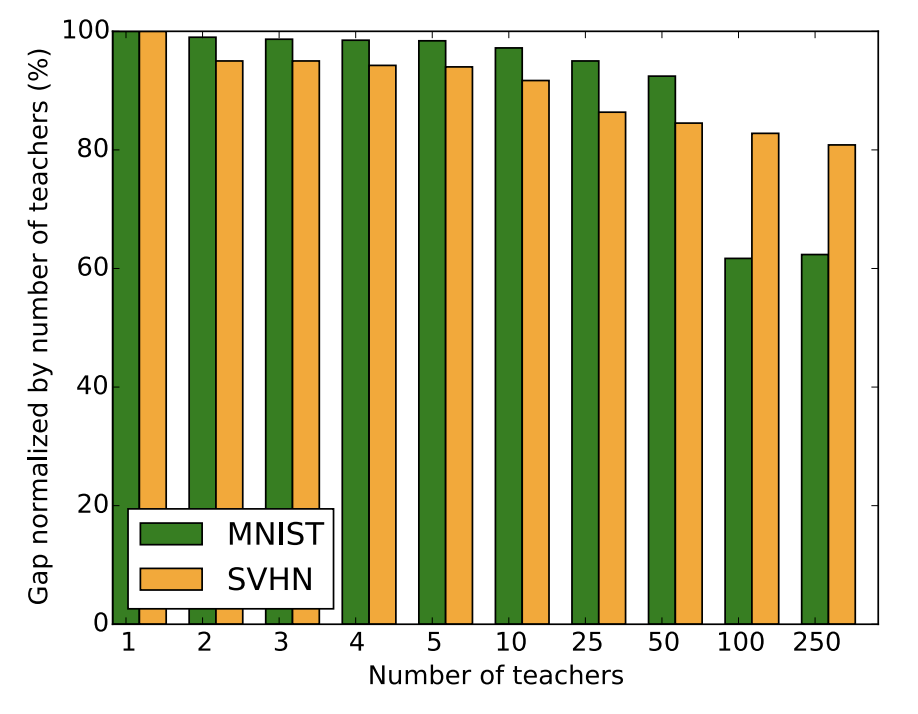 Gap normalized by number of teachers (%)
100
80
60
40
20
0
MNIST
SVHN
1 2 3 4 5 10 25 50 100 250
Number of teachers